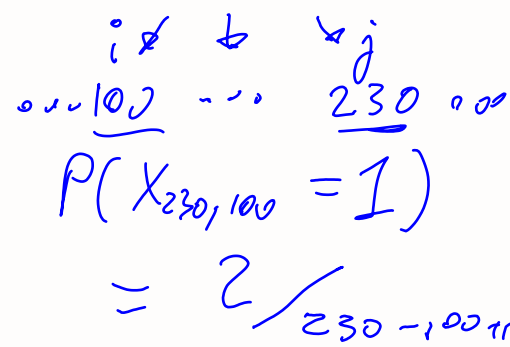 i ↙ ↓ ↘ j
....100 .... 230 ....
P(X230,100 = 1)
= 2/230-100+1